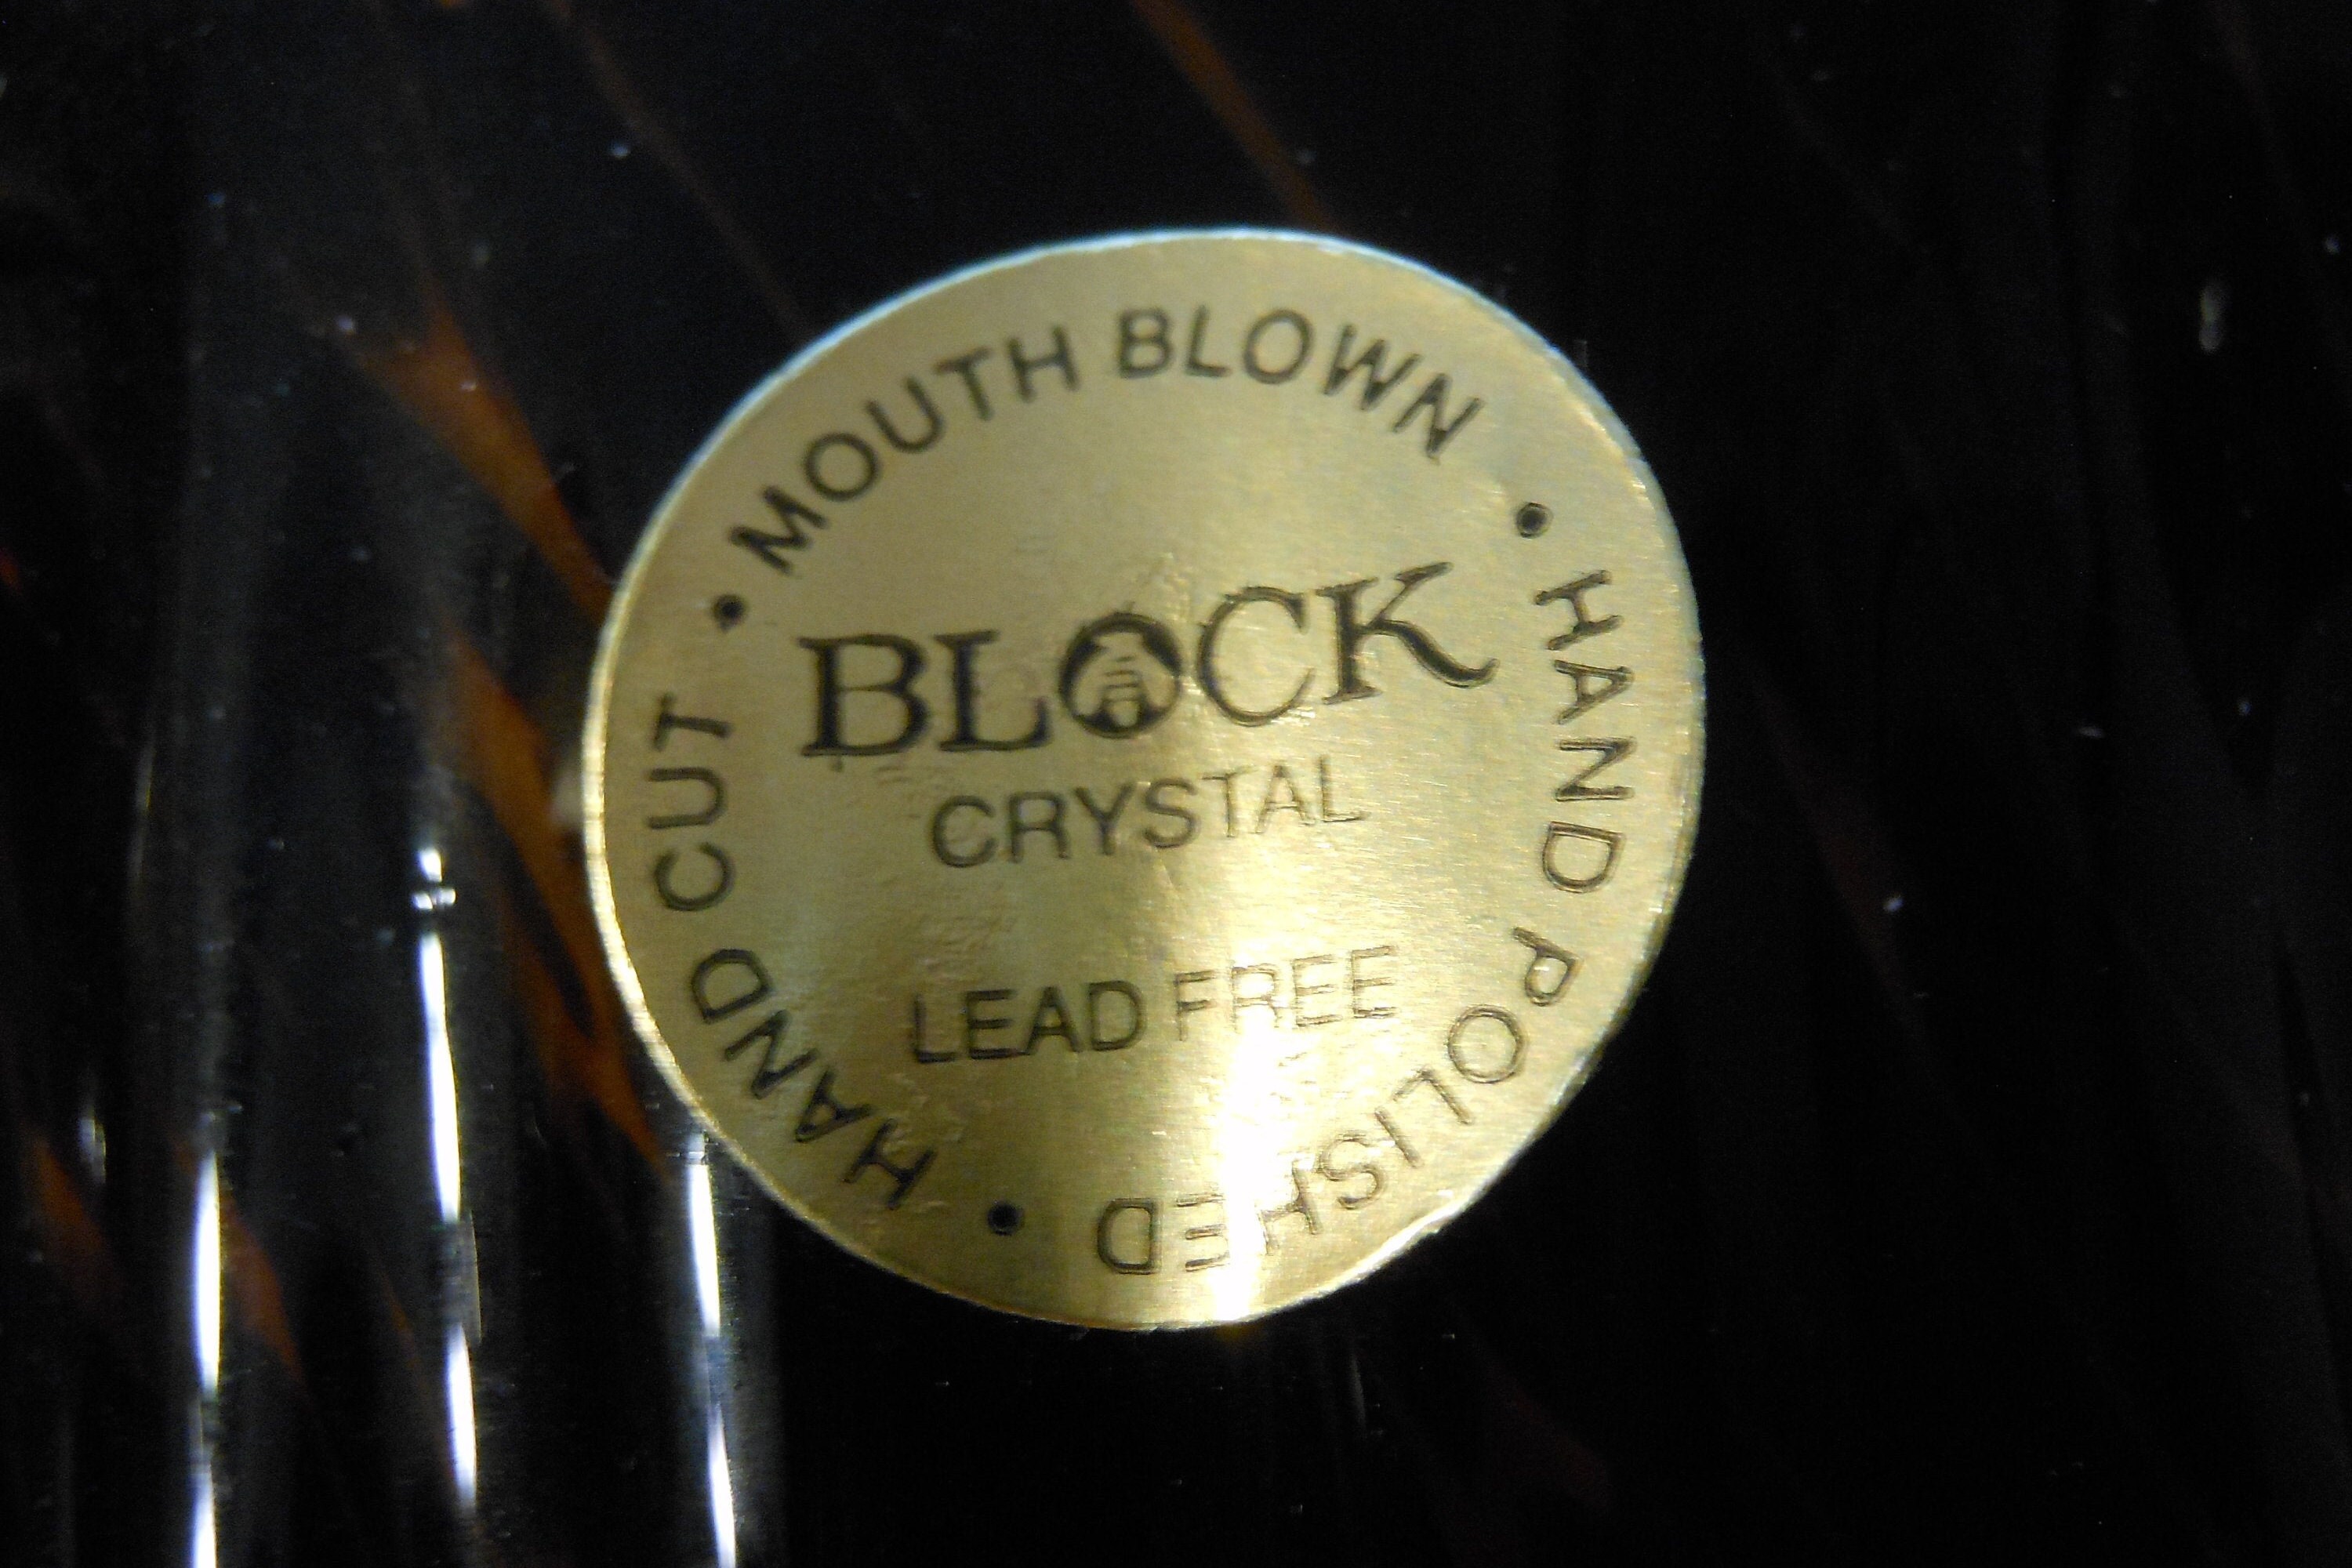 • MOUTH BLOWN • HAND POLISHED • HAND CUT
BLOCK
CRYSTAL
LEAD FREE